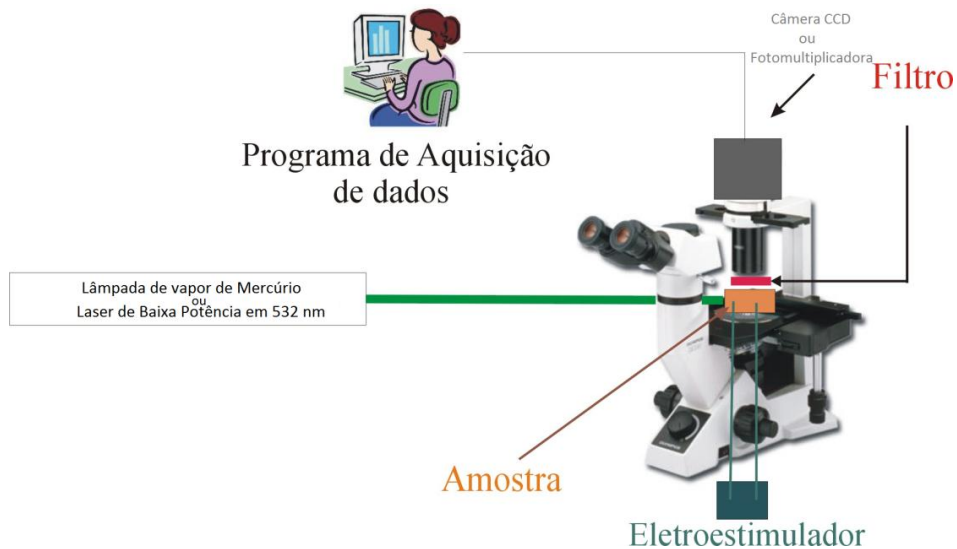 Câmera CCD
ou
Fotomultiplicadora
Filtro
Programa de Aquisição
de dados
Lâmpada de vapor de Mercúrio
ou
Laser de Baixa Potência em 532 nm
Amostra
Eletroestimulador